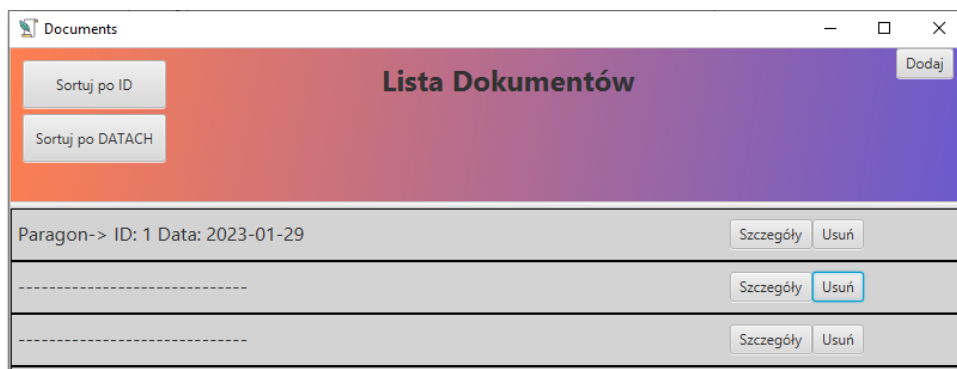 Documents
Sortuj po ID
Lista Dokumentów
Dodaj
Sortuj po DATACH
Paragon-> ID: 1 Data: 2023-01-29 Szczegóły Usuń
------------------------------ Szczegóły Usuń
------------------------------ Szczegóły Usuń